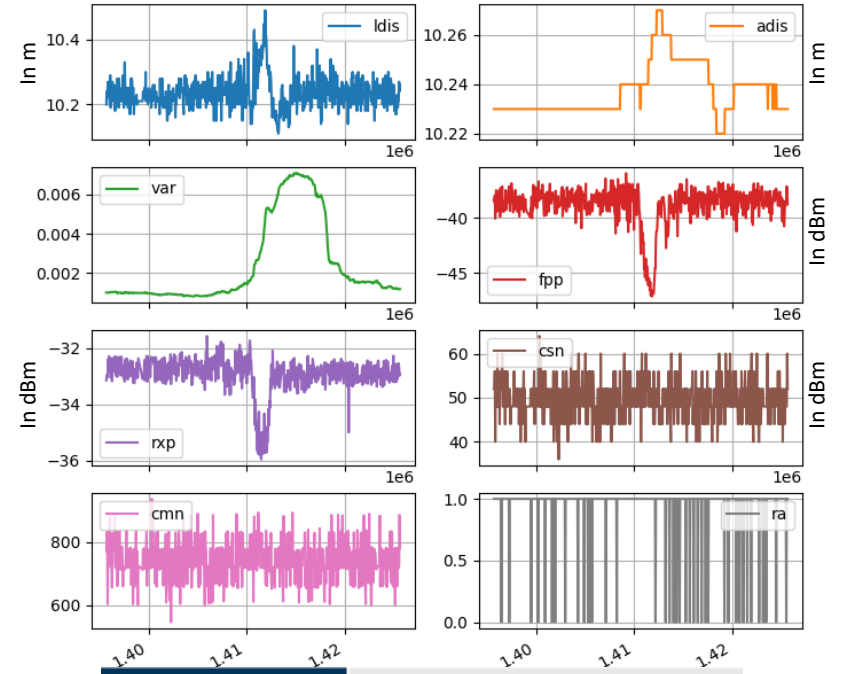 ldis
10.4
10.2
In m
adis
10.26
10.24
10.22
In m
1e6
1e6
var
0.006
0.004
0.002
fpp
−40
−45
In dBm
1e6
1e6
rxp
−32
−34
−36
In dBm
csn
60
50
40
In dBm
1e6
1e6
cmn
800
600
ra
1.0
0.5
0.0
1.40
1.41
1.42
1.40
1.41
1.42